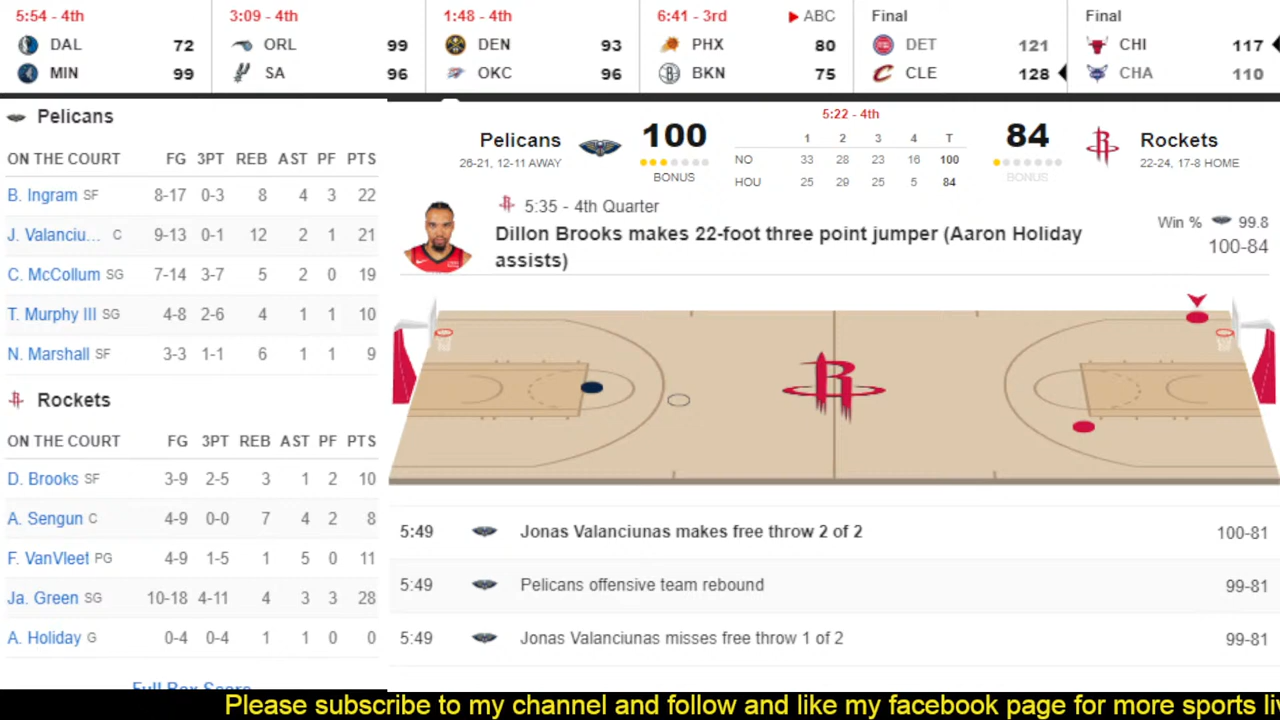 5:54 - 4th
DAL 72
MIN 99
3:09 - 4th
ORL 99
SA 96
1:48 - 4th
DEN 93
OKC 96
6:41 - 3rd ABC
PHX 80
BKN 75
Final
DET 121
CLE 128
Final
CHI 117
CHA 110
Pelicans
ON THE COURT FG 3PT REB AST PF PTS
B. Ingram SF 8-17 0-3 8 4 3 22
J. Valanciu... C 9-13 0-1 12 2 1 21
C. McCollum SG 7-14 3-7 5 2 0 19
T. Murphy III SG 4-8 2-6 4 1 1 10
N. Marshall SF 3-3 1-1 6 1 1 9
Rockets
ON THE COURT FG 3PT REB AST PF PTS
D. Brooks SF 3-9 2-5 3 1 2 10
A. Sengun C 4-9 0-0 7 4 2 8
F. VanVleet PG 4-9 1-5 1 5 0 11
Ja. Green SG 10-18 4-11 4 3 3 28
A. Holiday G 0-4 0-4 1 1 0 0
Full Box Score
5:22 - 4th
Pelicans 100
26-21, 12-11 AWAY
BONUS
1 2 3 4 T
NO 33 28 23 16 100
HOU 25 29 25 5 84
84 Rockets
22-24, 17-8 HOME
BONUS
5:35 - 4th Quarter
Dillon Brooks makes 22-foot three point jumper (Aaron Holiday
assists)
Win % 99.8
100-84
R
5:49 Jonas Valanciunas makes free throw 2 of 2 100-81
5:49 Pelicans offensive team rebound 99-81
5:49 Jonas Valanciunas misses free throw 1 of 2 99-81
Please subscribe to my channel and follow and like my facebook page for more sports li